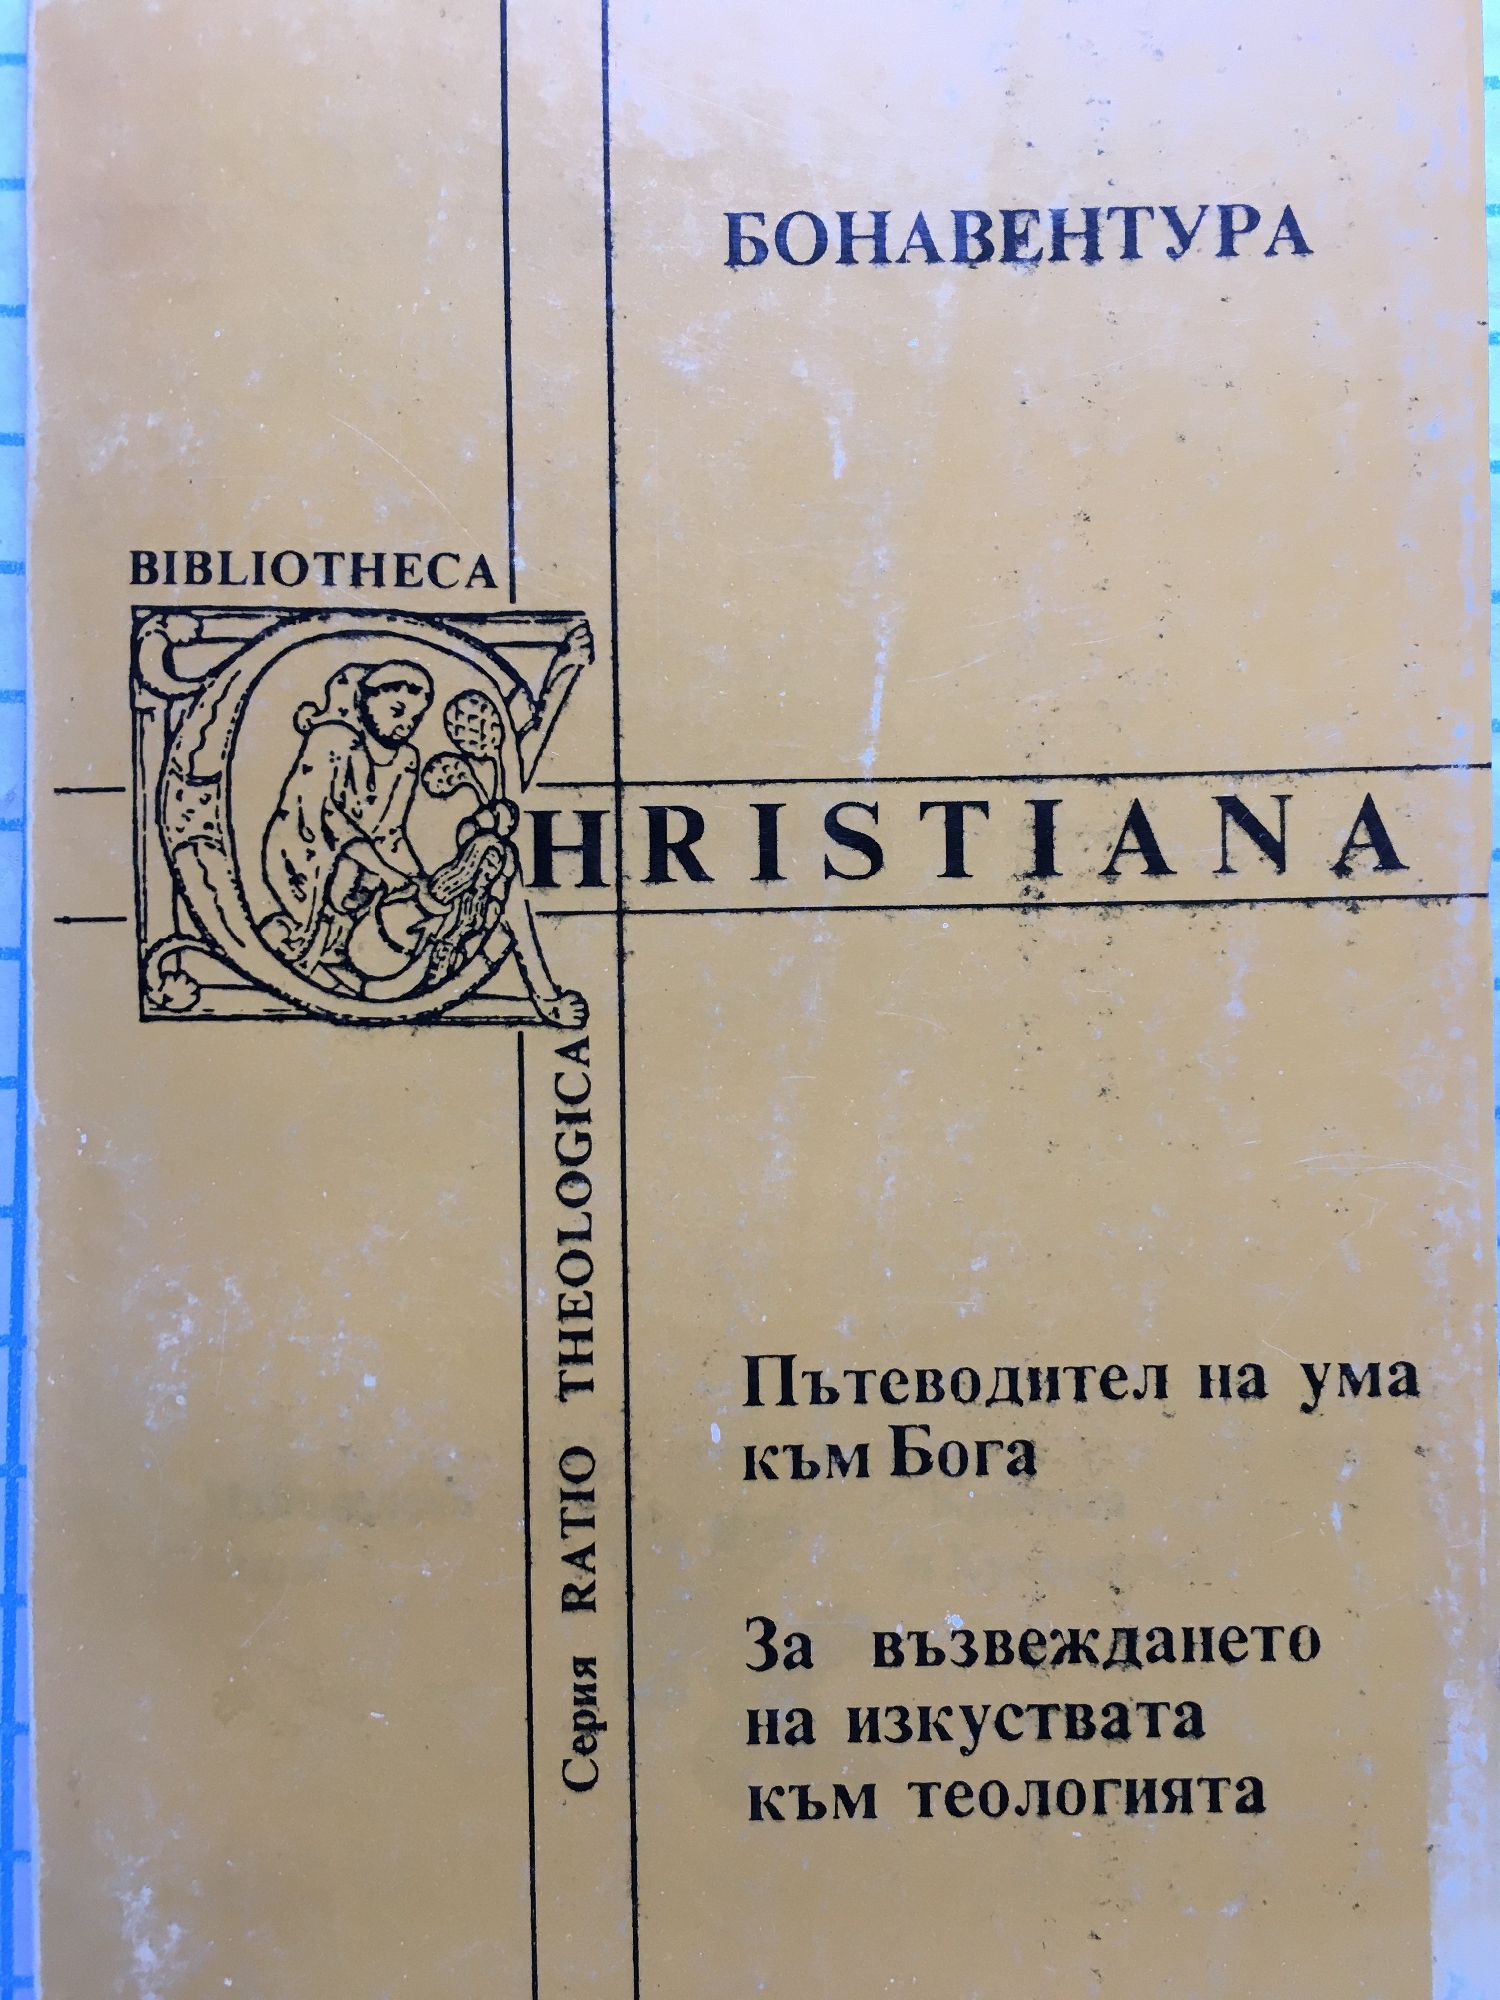 БОНАВЕНТУРА
BIBLIOTHECA
CHRISTIANA
Серия RATIO THEOLOGICA
Пътеводител на ума
към Бога
За възвеждането
на изкуствата
към теологията